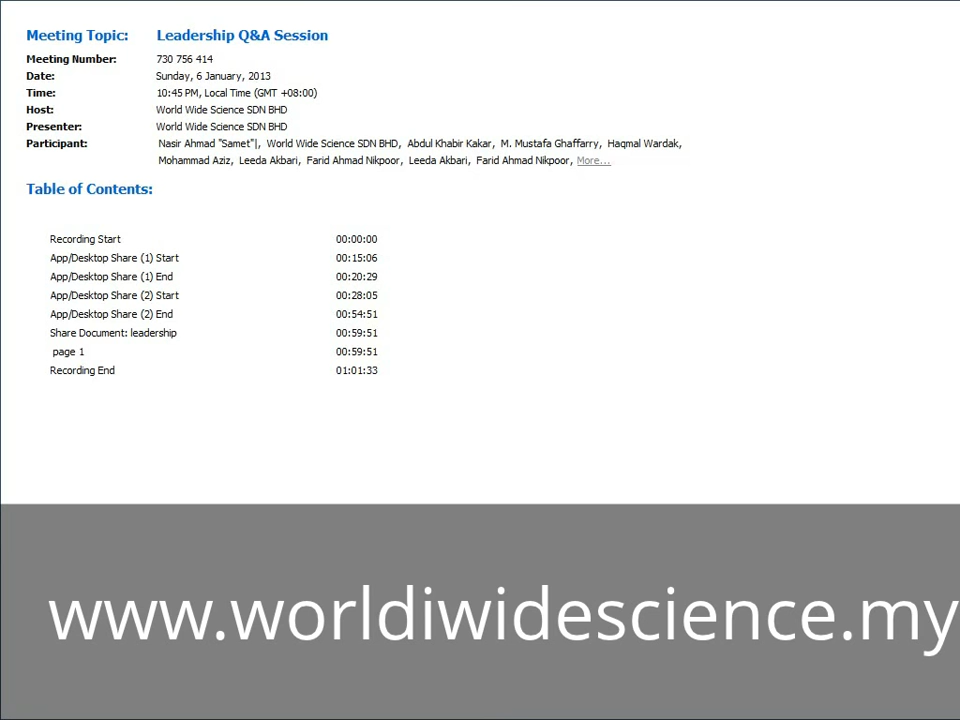 Meeting Topic: Leadership Q&A Session
Meeting Number: 730 756 414
Date: Sunday, 6 January, 2013
Time: 10:45 PM, Local Time (GMT +08:00)
Host: World Wide Science SDN BHD
Presenter: World Wide Science SDN BHD
Participant: Nasir Ahmad "Samet"|, World Wide Science SDN BHD, Abdul Khabir Kakar, M. Mustafa Ghaffarry, Haqmal Wardak,
Mohammad Aziz, Leeda Akbari, Farid Ahmad Nikpoor, Leeda Akbari, Farid Ahmad Nikpoor, More...
Table of Contents:
Recording Start 00:00:00
App/Desktop Share (1) Start 00:15:06
App/Desktop Share (1) End 00:20:29
App/Desktop Share (2) Start 00:28:05
App/Desktop Share (2) End 00:54:51
Share Document: leadership 00:59:51
page 1 00:59:51
Recording End 01:01:33
www.worldiwidescience.my